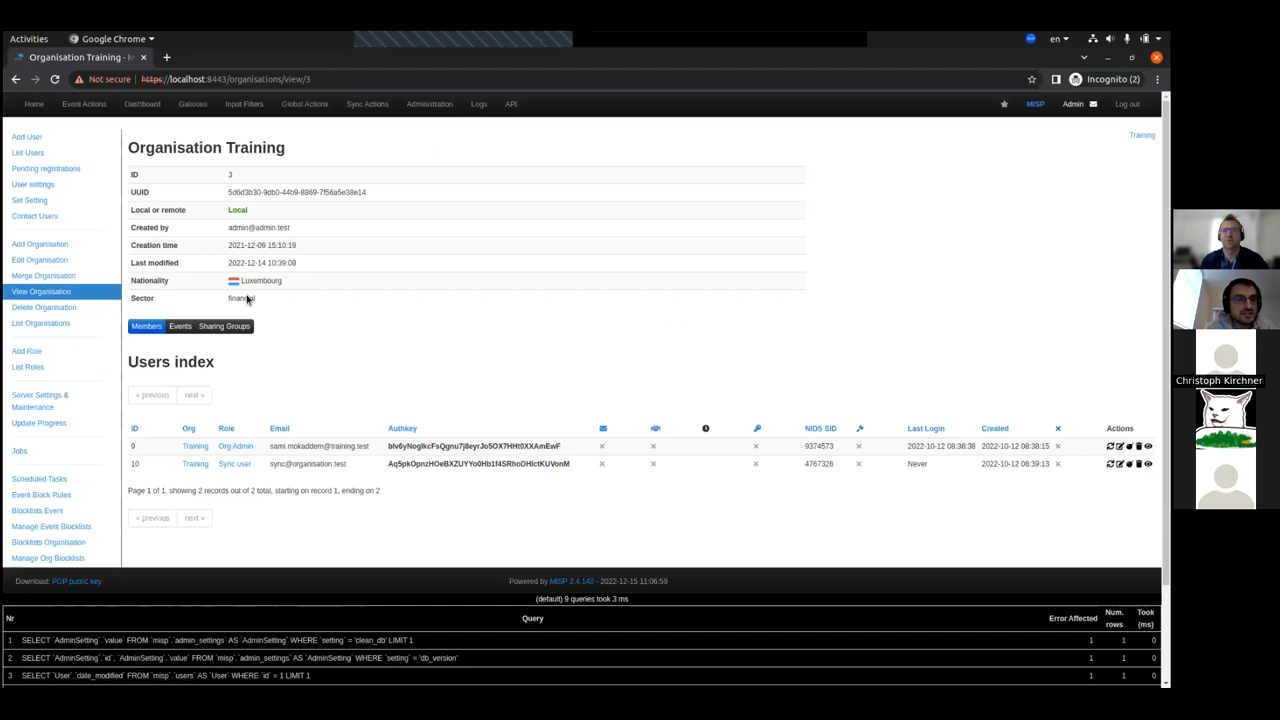 Activities
Google Chrome
en
Organisation Training - M
Not secure https://localhost:8443/organisations/view/3
Incognito (2)
Home Event Actions Dashboard Galaxies Input Filters Global Actions Sync Actions Administration Logs API MISP Admin Log out
Add User
List Users
Pending registrations
User settings
Set Setting
Contact Users
Add Organisation
Edit Organisation
Merge Organisation
View Organisation
Delete Organisation
List Organisations
Add Role
List Roles
Server Settings &
Maintenance
Update Progress
Jobs
Scheduled Tasks
Event Block Rules
Blocklists Event
Manage Event Blocklists
Blocklists Organisation
Manage Org Blocklists
Training
Organisation Training
ID 3
UUID 5d6d3b30-9db0-44b9-8869-7f56a5e38e14
Local or remote Local
Created by admin@admin.test
Creation time 2021-12-09 15:10:19
Last modified 2022-12-14 10:39:08
Nationality Luxembourg
Sector financial
Members Events Sharing Groups
Users index
« previous next »
ID Org Role Email Authkey NIDS SID Last Login Created Actions
9 Training Org Admin sami.mokaddem@training.test 9374573 2022-10-12 08:38:38 2022-10-12 08:38:15
10 Training Sync user sync@organisation.test 4767326 Never 2022-10-12 08:39:13
Page 1 of 1, showing 2 records out of 2 total, starting on record 1, ending on 2
« previous next »
Download: PGP public key
Powered by MISP 2.4.148 - 2022-12-15 11:06:59
(default) 9 queries took 3 ms
Nr Query Error Affected Num. rows Took (ms)
1 SELECT `AdminSetting`.`value` FROM `misp`.`admin_settings` AS `AdminSetting` WHERE `setting` = 'clean_db' LIMIT 1 1 1 0
2 SELECT `AdminSetting`.`id`, `AdminSetting`.`value` FROM `misp`.`admin_settings` AS `AdminSetting` WHERE `setting` = 'db_version' 1 1 0
3 SELECT `User`.`date_modified` FROM `misp`.`users` AS `User` WHERE `id` = 1 LIMIT 1 1 1 0
Christoph Kirchner